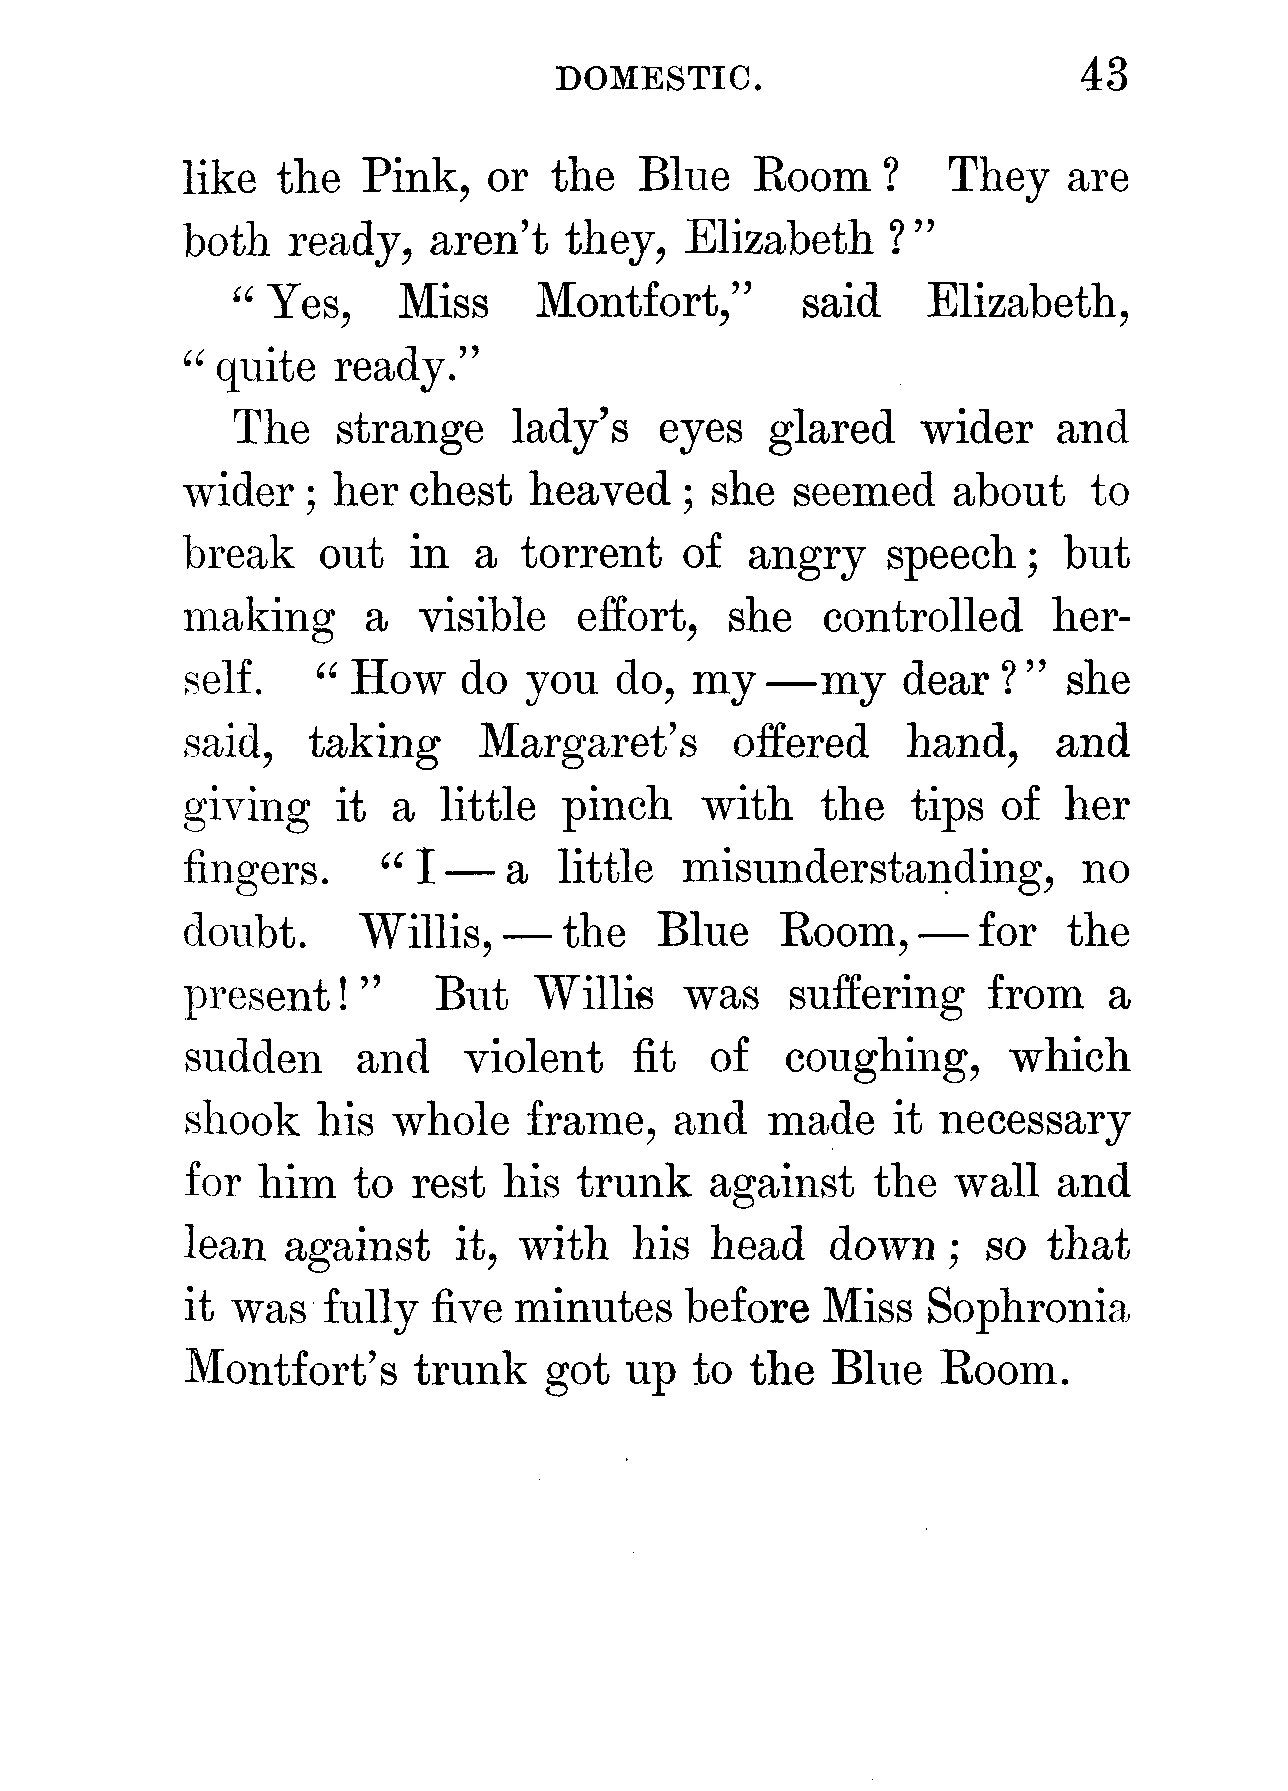 DOMESTIC. 43
like the Pink, or the Blue Room? They are
both ready, aren't they, Elizabeth?"
"Yes, Miss Montfort," said Elizabeth,
"quite ready."
The strange lady's eyes glared wider and
wider; her chest heaved; she seemed about to
break out in a torrent of angry speech; but
making a visible effort, she controlled her-
self. "How do you do, my—my dear?" she
said, taking Margaret's offered hand, and
giving it a little pinch with the tips of her
fingers. "I—a little misunderstanding, no
doubt. Willis,—the Blue Room,—for the
present!" But Willis was suffering from a
sudden and violent fit of coughing, which
shook his whole frame, and made it necessary
for him to rest his trunk against the wall and
lean against it, with his head down; so that
it was fully five minutes before Miss Sophronia
Montfort's trunk got up to the Blue Room.